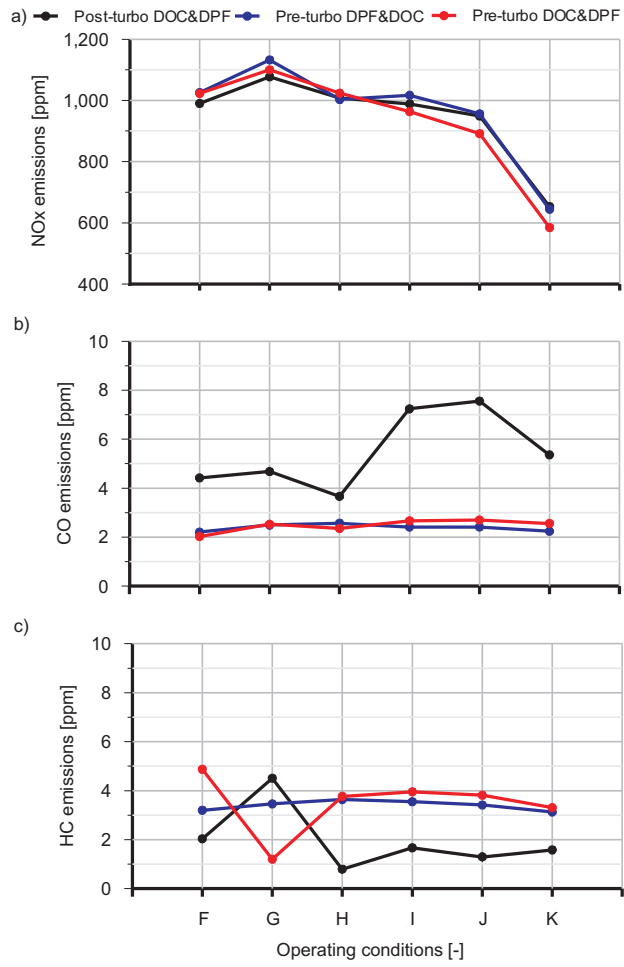 a) Post-turbo DOC&DPF Pre-turbo DPF&DOC Pre-turbo DOC&DPF
1,200
1,000
800
600
400
NOx emissions [ppm]
b)
10
8
6
4
2
0
CO emissions [ppm]
c)
10
8
6
4
2
0
HC emissions [ppm]
F G H I J K
Operating conditions [-]